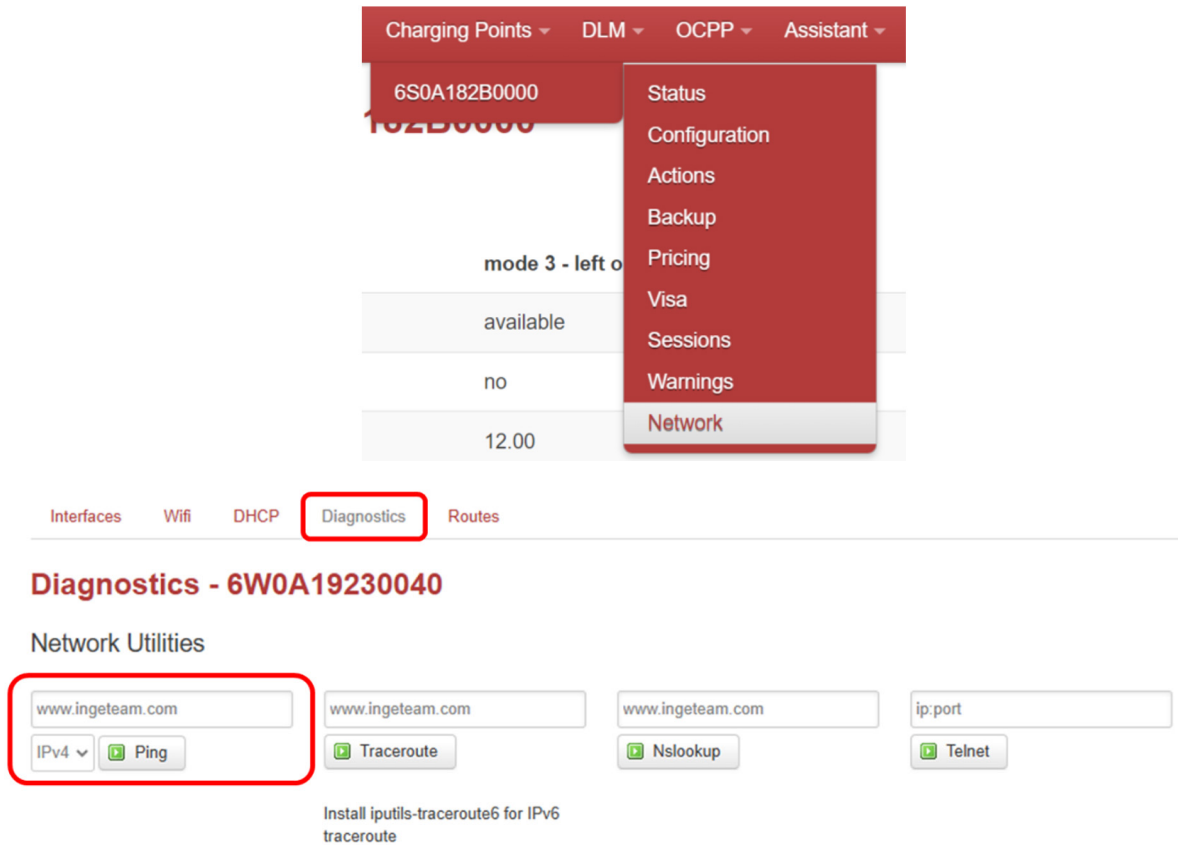 Charging Points DLM OCPP Assistant
6S0A182B0000
Status
Configuration
Actions
Backup
mode 3 - left o
Pricing
available
Visa
Sessions
no
Warnings
12.00
Network
Interfaces Wifi DHCP Diagnostics Routes
Diagnostics - 6W0A19230040
Network Utilities
www.ingeteam.com www.ingeteam.com www.ingeteam.com ip:port
IPv4 Ping Traceroute Nslookup Telnet
Install iputils-traceroute6 for IPv6
traceroute